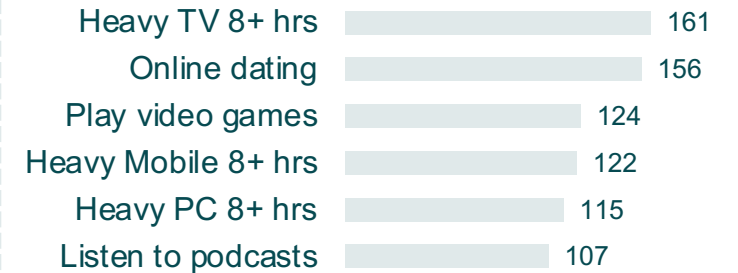 Heavy TV 8+ hrs 161
Online dating 156
Play video games 124
Heavy Mobile 8+ hrs 122
Heavy PC 8+ hrs 115
Listen to podcasts 107